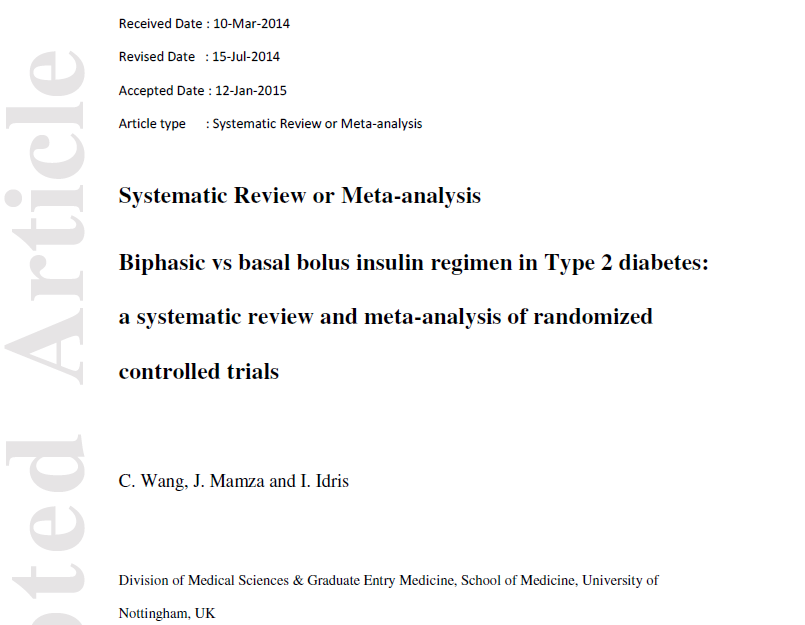 Received Date : 10-Mar-2014
Revised Date : 15-Jul-2014
Accepted Date : 12-Jan-2015
Article type : Systematic Review or Meta-analysis
Systematic Review or Meta-analysis
Biphasic vs basal bolus insulin regimen in Type 2 diabetes:
a systematic review and meta-analysis of randomized
controlled trials
C. Wang, J. Mamza and I. Idris
Division of Medical Sciences & Graduate Entry Medicine, School of Medicine, University of
Nottingham, UK
oted Article